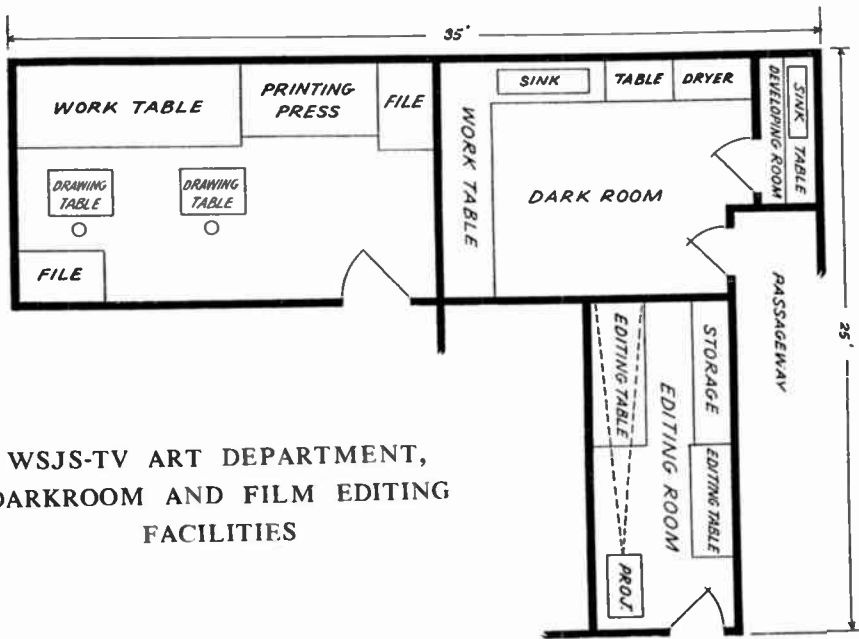 35'
WORK TABLE
PRINTING
PRESS
FILE
DRAWING
TABLE
DRAWING
TABLE
FILE
WORK TABLE
SINK
TABLE
DRYER
DARK ROOM
SINK
TABLE
DEVELOPING ROOM
PASSAGEWAY
25'
EDITING TABLE
EDITING ROOM
STORAGE
EDITING TABLE
PROJ.
WSJS-TV ART DEPARTMENT,
DARKROOM AND FILM EDITING
FACILITIES